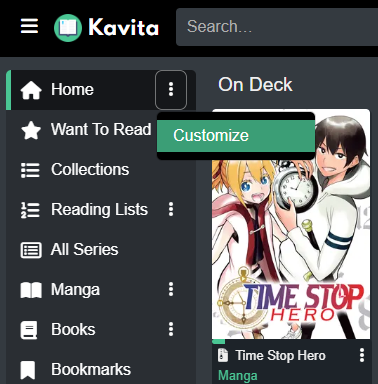 Kavita
Search...
Home
On Deck
Customize
Want To Read
Collections
Reading Lists
All Series
TIME STOP
HERO
Manga
Books
Time Stop Hero
Bookmarks
Manga